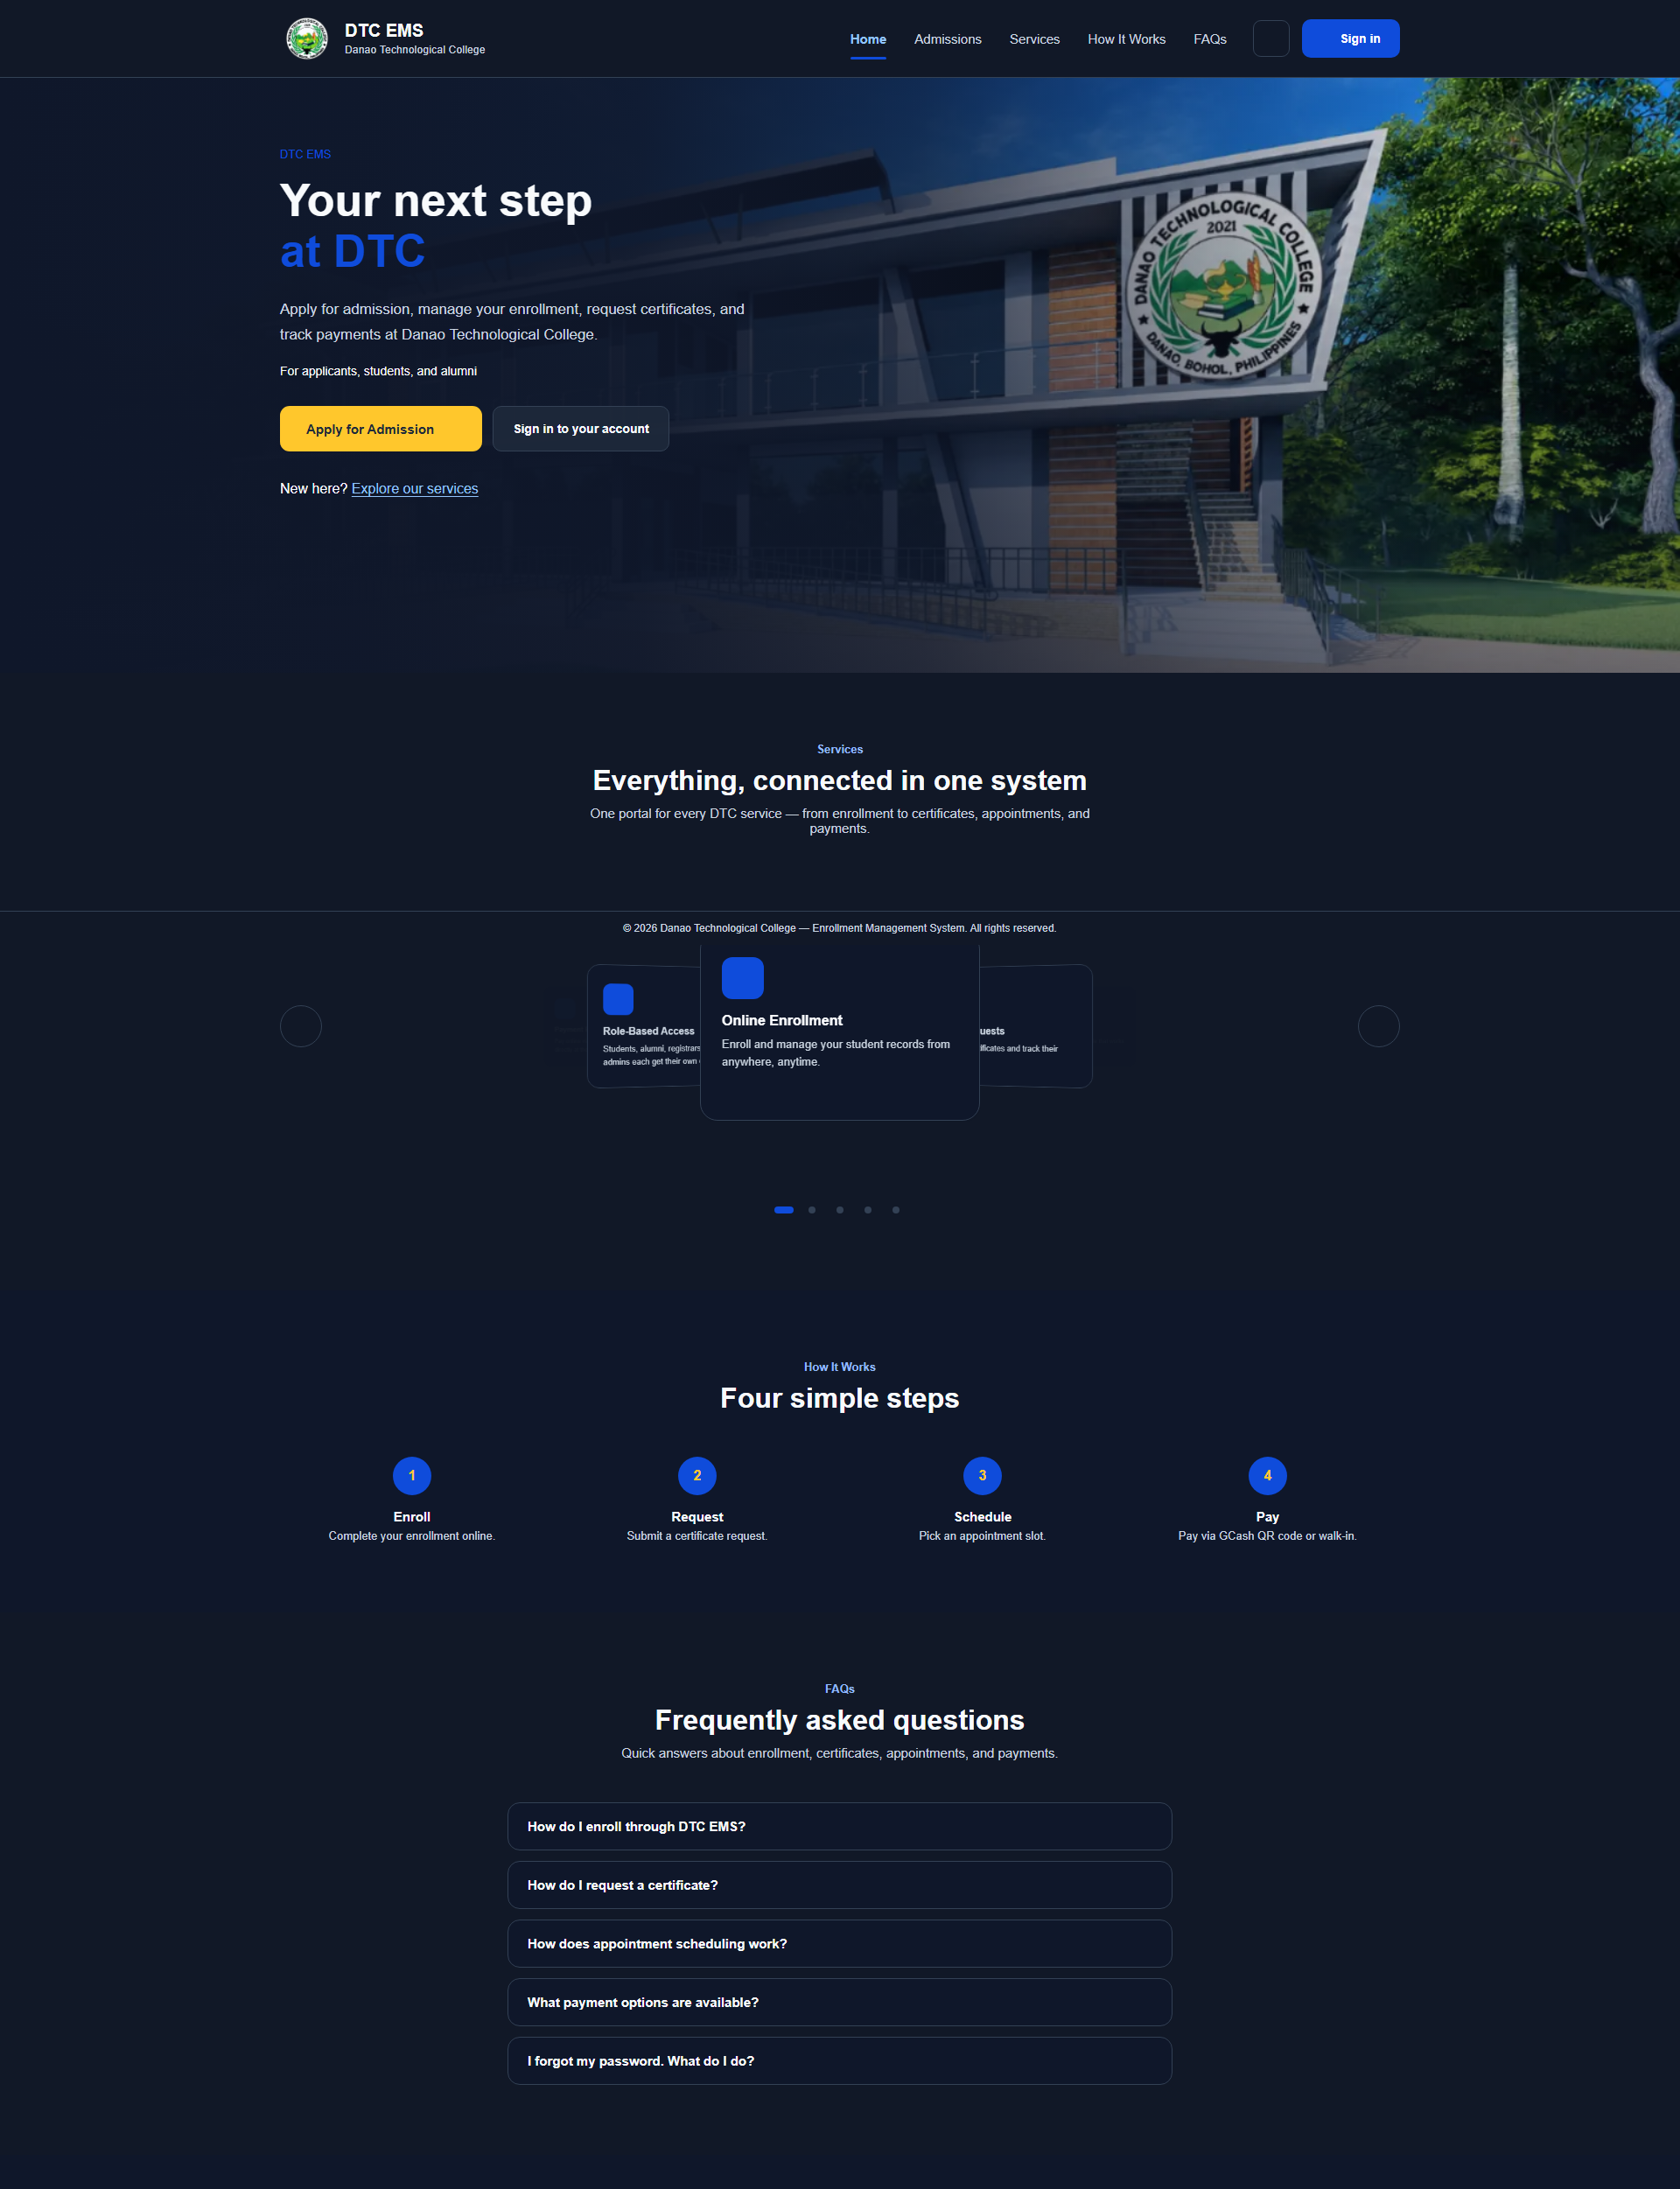 DTC EMS
Danao Technological College
Home
Admissions
Services
How It Works
FAQs
Sign in
DTC EMS
Your next step
at DTC
Apply for admission, manage your enrollment, request certificates, and
track payments at Danao Technological College.
For applicants, students, and alumni
Apply for Admission
Sign in to your account
New here? Explore our services
DANAO TECHNOLOGICAL COLLEGE
2021
DANAO, BOHOL, PHILIPPINES
Services
Everything, connected in one system
One portal for every DTC service — from enrollment to certificates, appointments, and
payments.
© 2026 Danao Technological College — Enrollment Management System. All rights reserved.
Role-Based Access
Students, alumni, registrars
admins each get their own
Online Enrollment
Enroll and manage your student records from
anywhere, anytime.
uests
ificates and track their
How It Works
Four simple steps
1
Enroll
Complete your enrollment online.
2
Request
Submit a certificate request.
3
Schedule
Pick an appointment slot.
4
Pay
Pay via GCash QR code or walk-in.
FAQs
Frequently asked questions
Quick answers about enrollment, certificates, appointments, and payments.
How do I enroll through DTC EMS?
How do I request a certificate?
How does appointment scheduling work?
What payment options are available?
I forgot my password. What do I do?